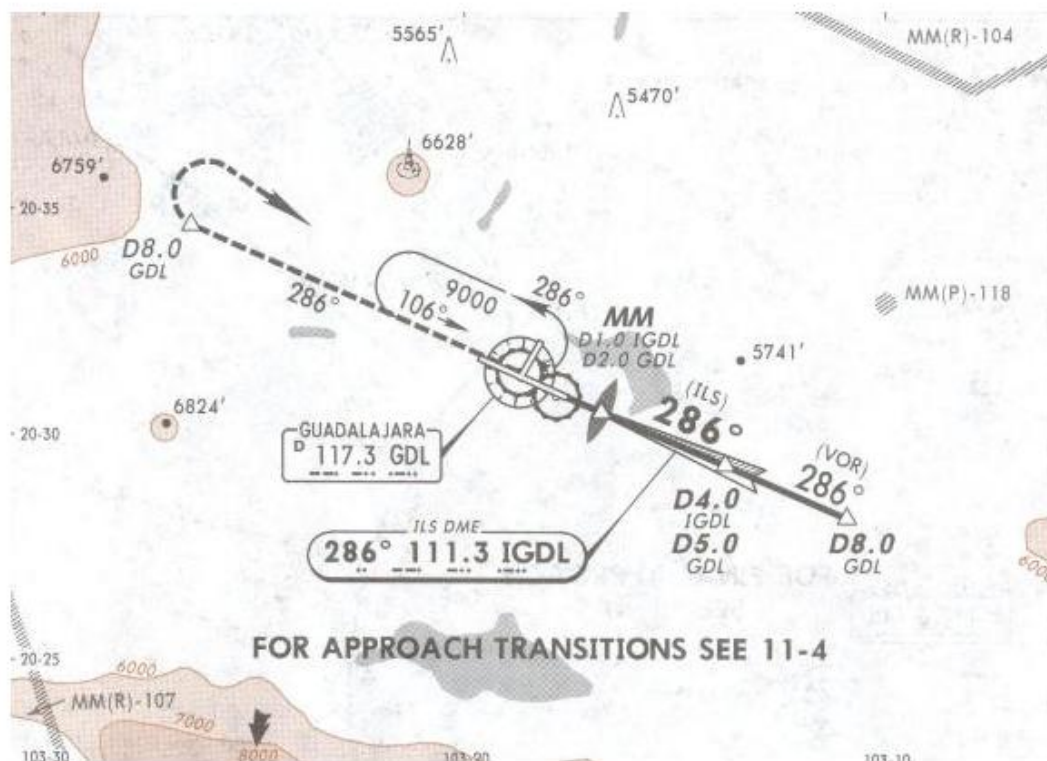 5565'
MM(R)-104
5470'
6628'
6759'
20-35
6000
D8.0
GDL
286°
9000
286°
106°
MM
D1.0 IGDL
D2.0 GDL
MM(P)-118
5741'
6824'
(ILS)
286°
20-30
GUADALAJARA
D 117.3 GDL
(VOR)
286°
D4.0
IGDL
D5.0
GDL
D8.0
GDL
ILS DME
286° 111.3 IGDL
6000
FOR APPROACH TRANSITIONS SEE 11-4
20-25
6000
MM(R)-107
7000
8000
103-30
103-20
103-10